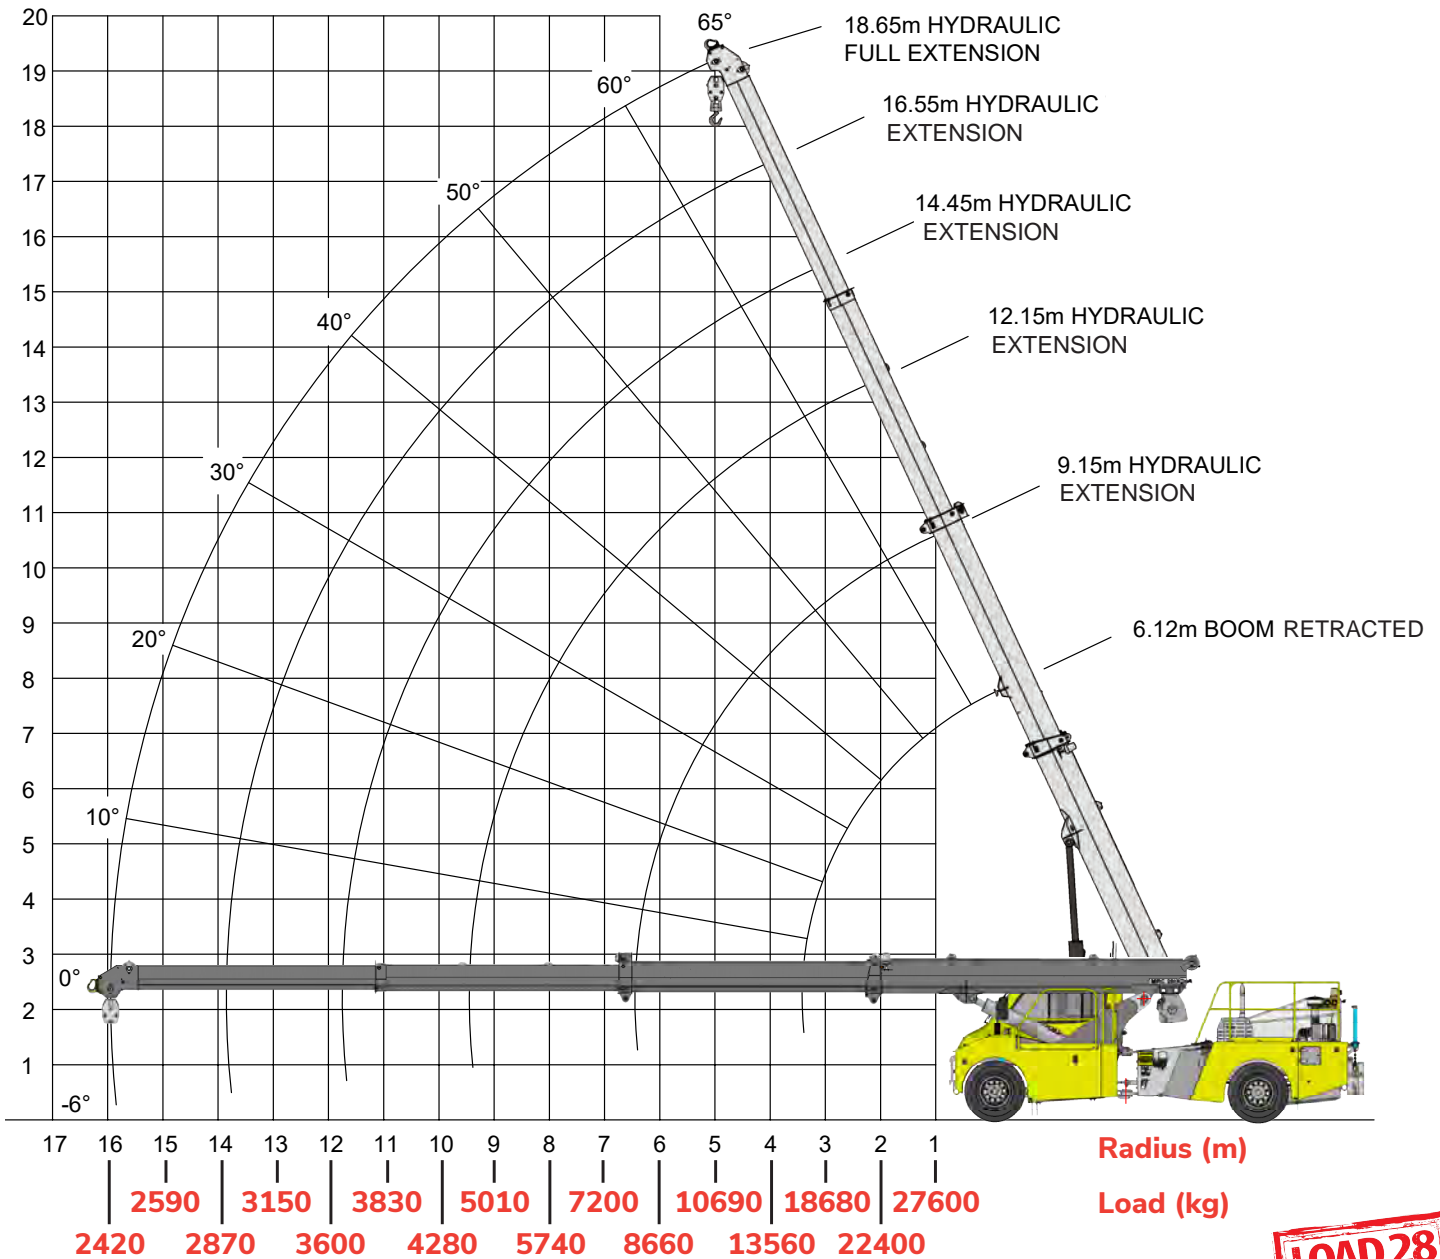 20
65°
18.65m HYDRAULIC
FULL EXTENSION
19
60°
16.55m HYDRAULIC
EXTENSION
18
17
50°
14.45m HYDRAULIC
EXTENSION
16
15
40°
12.15m HYDRAULIC
EXTENSION
14
13
12
30°
9.15m HYDRAULIC
EXTENSION
11
10
9
20°
6.12m BOOM RETRACTED
8
7
6
10°
5
4
3
0°
2
1
-6°
17 16 15 14 13 12 11 10 9 8 7 6 5 4 3 2 1 Radius (m)
2590 3150 3830 5010 7200 10690 18680 27600 Load (kg)
2420 2870 3600 4280 5740 8660 13560 22400
LOAD 28